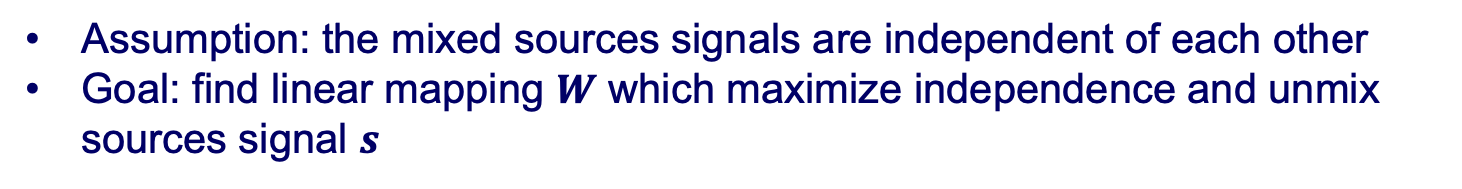 • Assumption: the mixed sources signals are independent of each other
• Goal: find linear mapping W which maximize independence and unmix
sources signal s